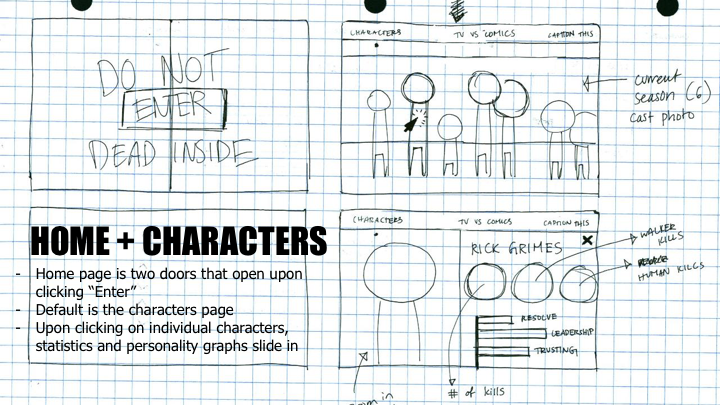 DO NOT
ENTER
DEAD INSIDE
CHARACTERS TV VS COMICS CAPTION THIS
current
season (6)
cast photo
HOME + CHARACTERS
- Home page is two doors that open upon
clicking “Enter”
- Default is the characters page
- Upon clicking on individual characters,
statistics and personality graphs slide in
CHARACTERS TV VS COMICS CAPTION THIS
RICK GRIMES
WALKER
KILLS
HUMAN KILLS
RESOLVE
LEADERSHIP
TRUSTING
# of kills
in